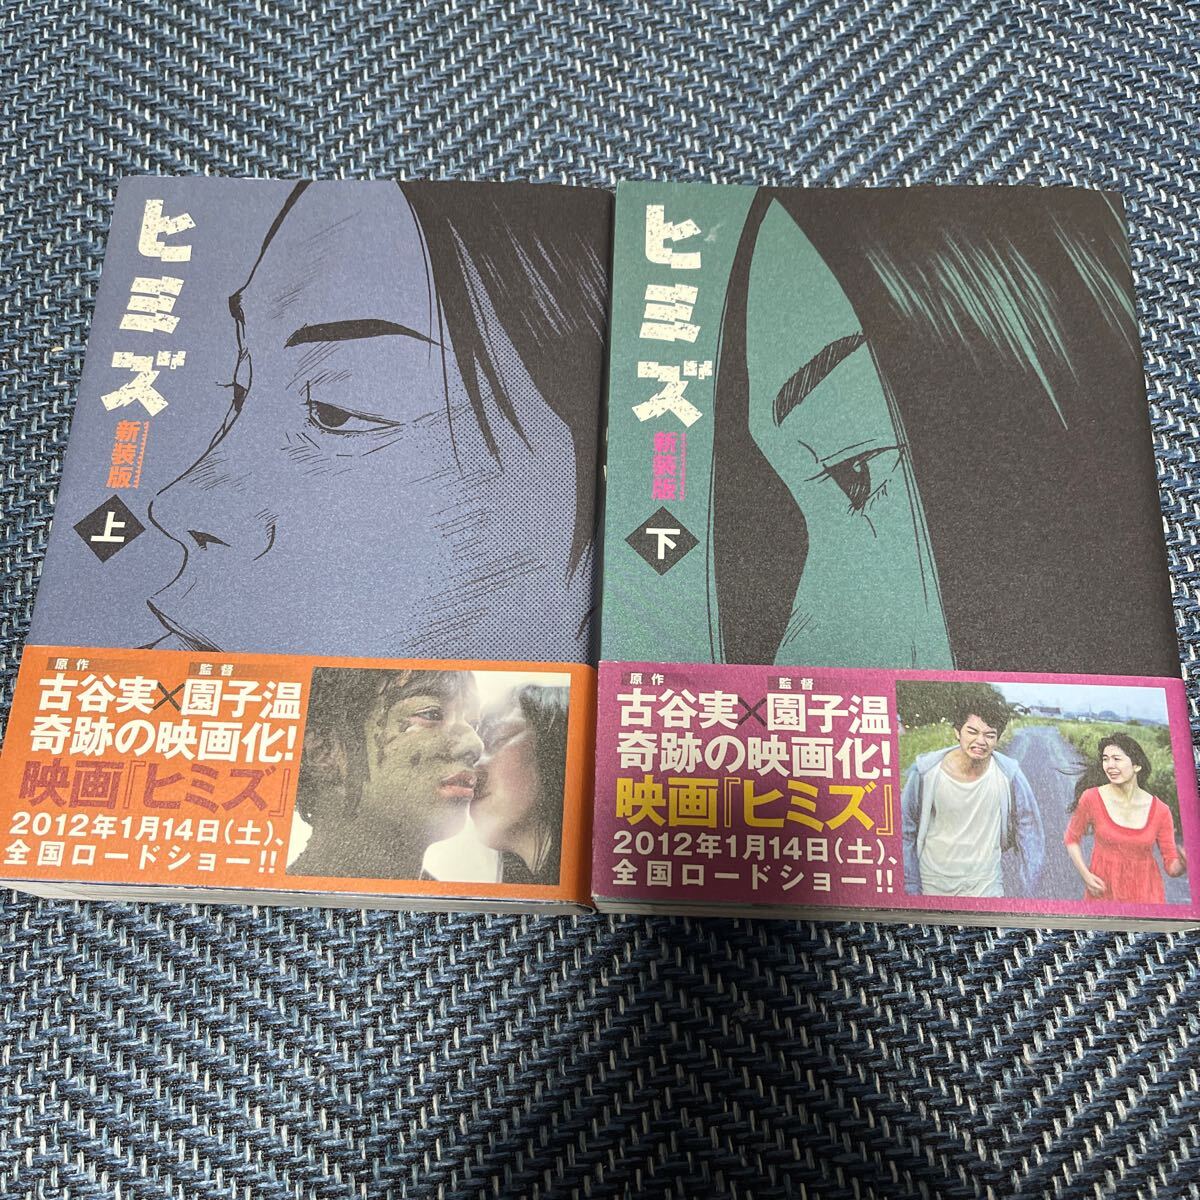 ヒミズ
新装版
上
原作 監督
古谷実×園子温
奇跡の映画化!
映画『ヒミズ』
2012年1月14日(土)、
全国ロードショー!!
ヒミズ
新装版
下
原作 監督
古谷実×園子温
奇跡の映画化!
映画『ヒミズ』
2012年1月14日(土)、
全国ロードショー!!